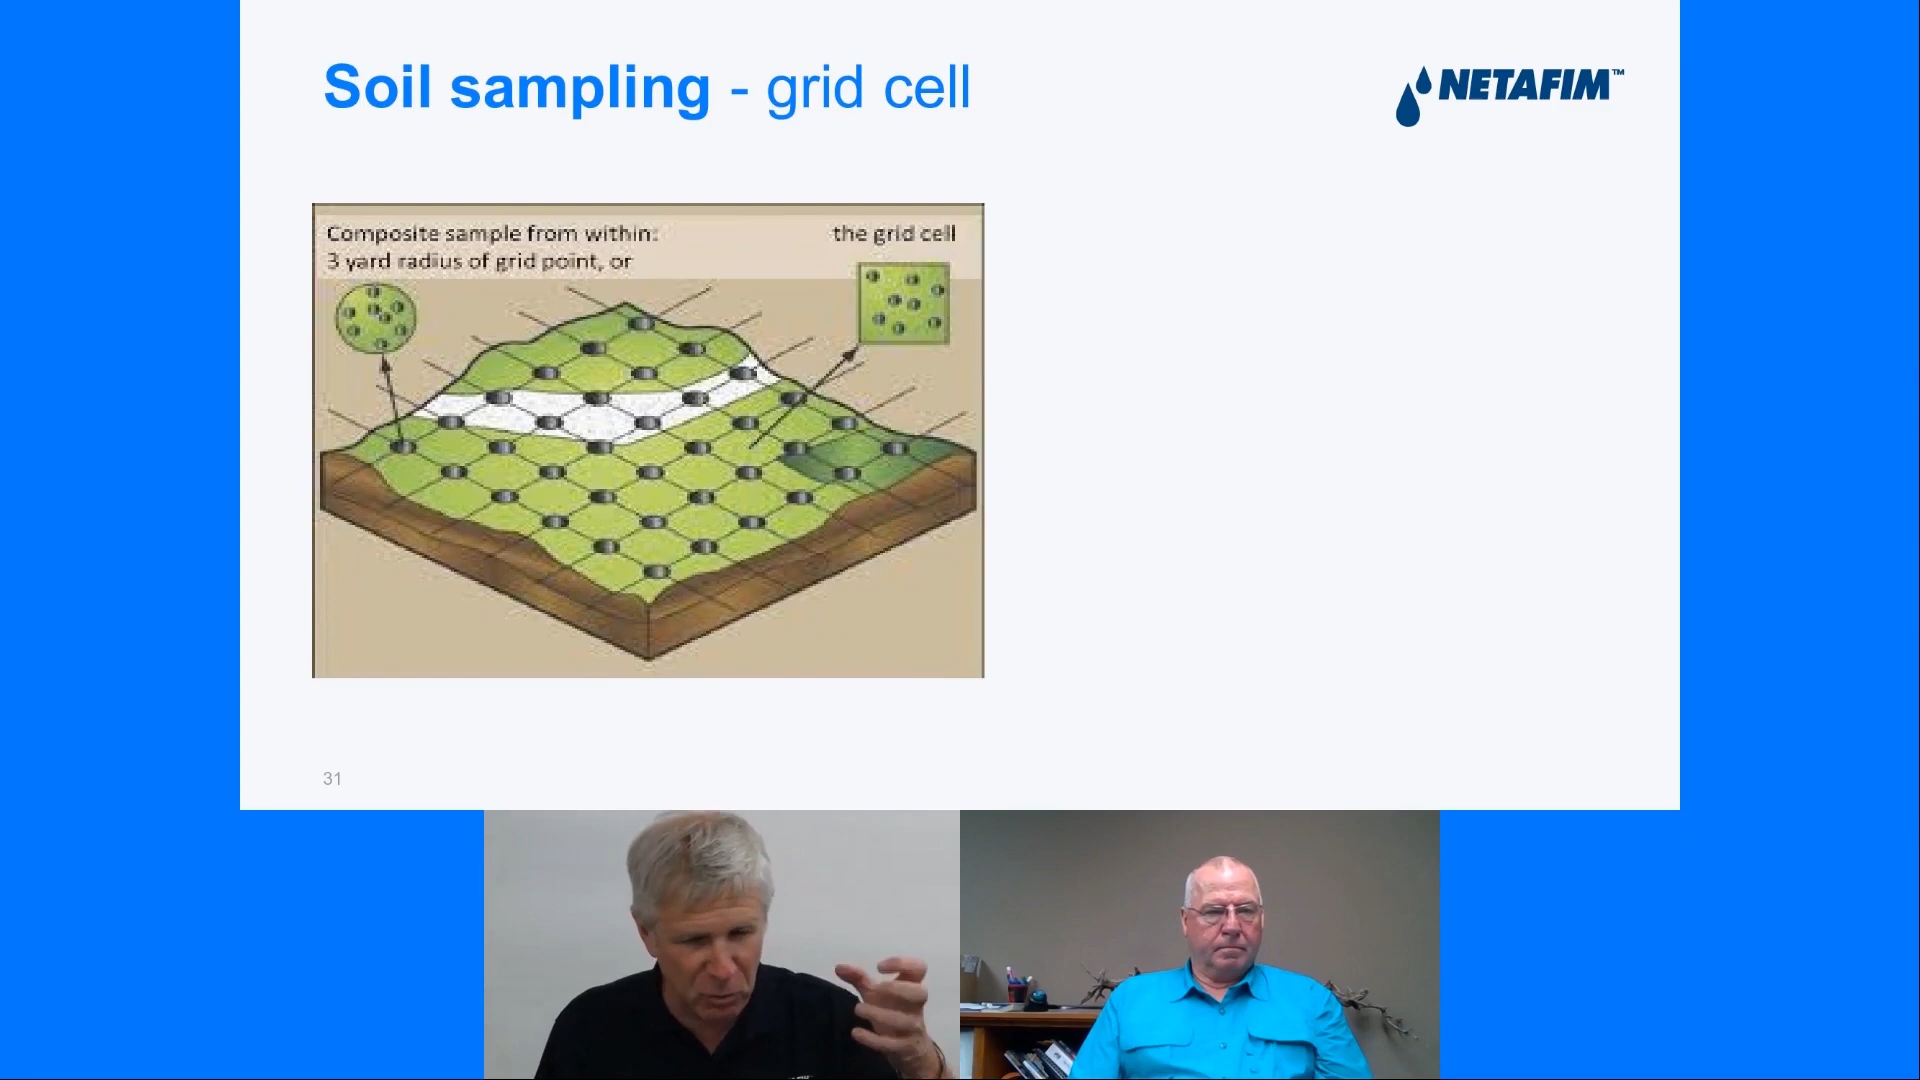 Soil sampling - grid cell
NETAFIM™
Composite sample from within:
the grid cell
3 yard radius of grid point, or
31